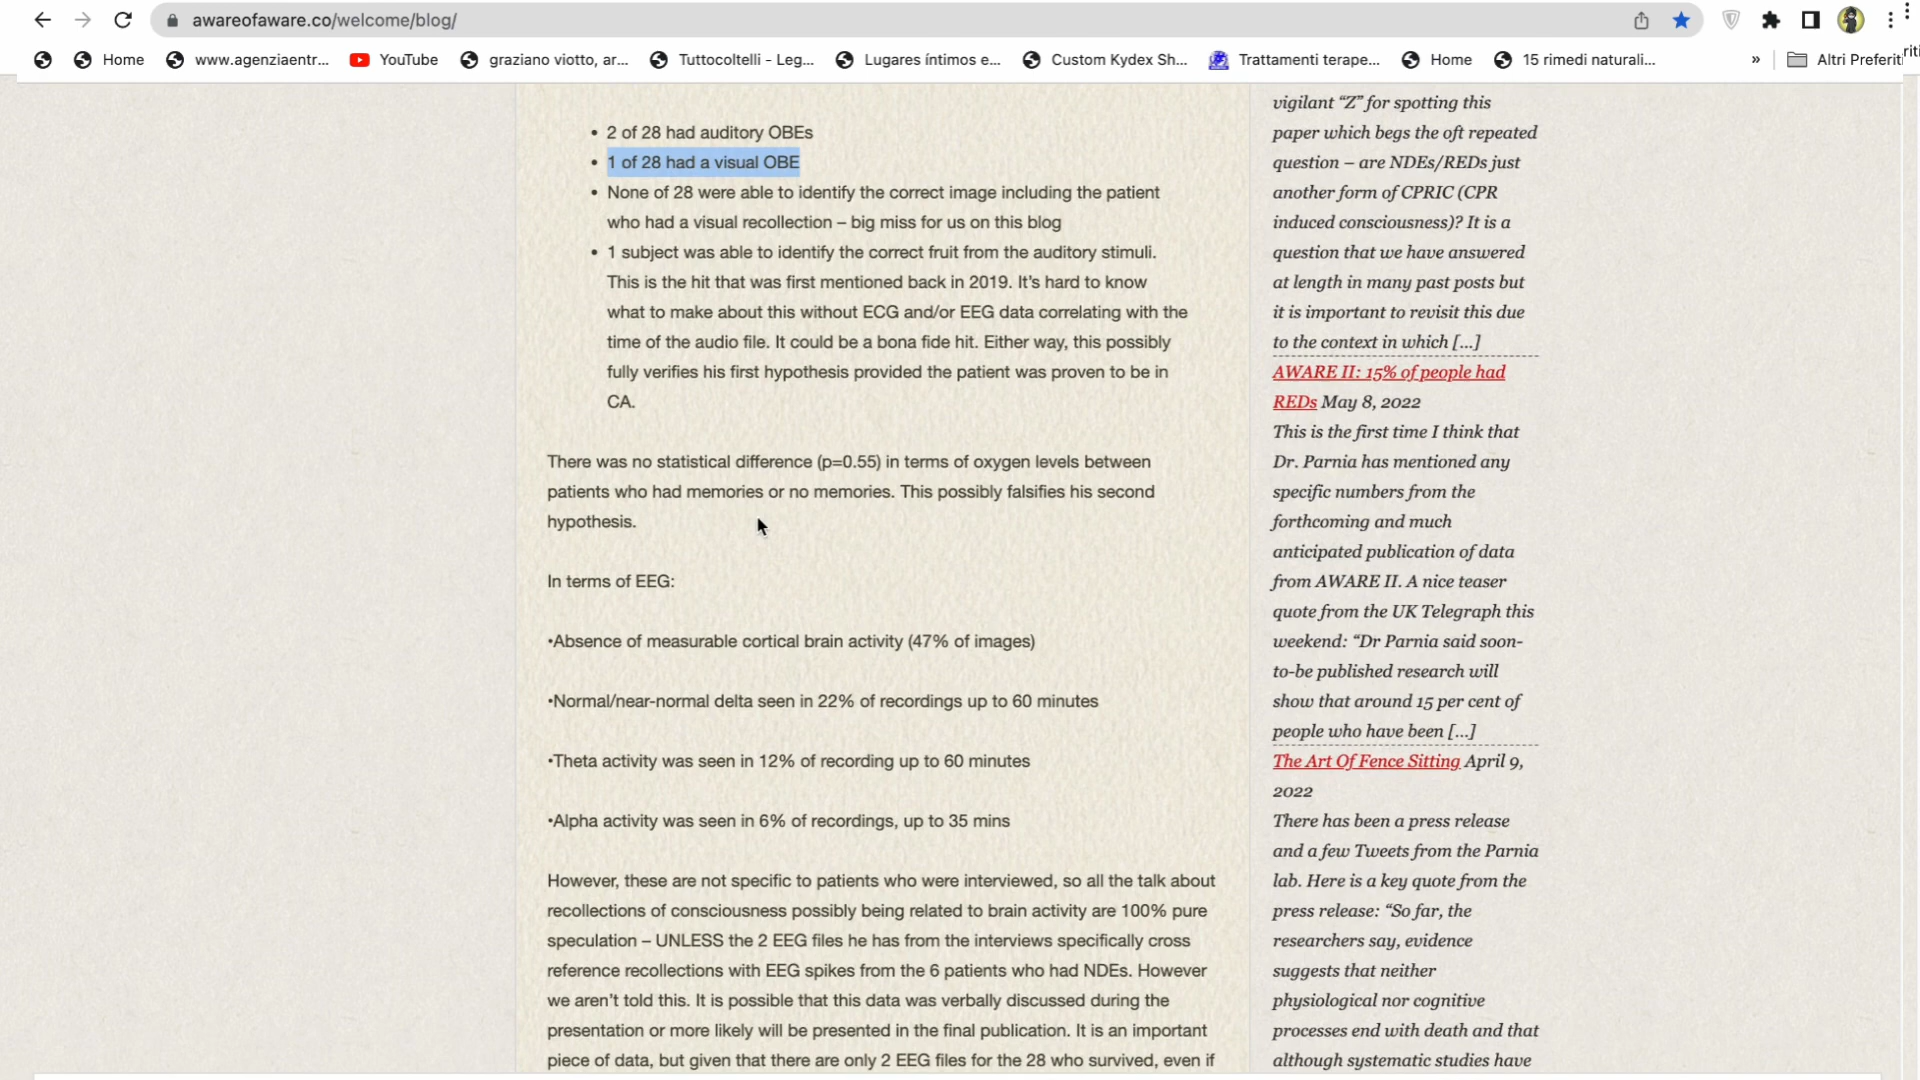 awareofaware.co/welcome/blog/
Home
www.agenziaentr...
YouTube
graziano viotto, ar...
Tuttocoltelli - Leg...
Lugares íntimos e...
Custom Kydex Sh...
Trattamenti terape...
Home
15 rimedi naturali...
»
Altri Preferiti
• 2 of 28 had auditory OBEs
• 1 of 28 had a visual OBE
• None of 28 were able to identify the correct image including the patient
who had a visual recollection – big miss for us on this blog
• 1 subject was able to identify the correct fruit from the auditory stimuli.
This is the hit that was first mentioned back in 2019. It’s hard to know
what to make about this without ECG and/or EEG data correlating with the
time of the audio file. It could be a bona fide hit. Either way, this possibly
fully verifies his first hypothesis provided the patient was proven to be in
CA.
There was no statistical difference (p=0.55) in terms of oxygen levels between
patients who had memories or no memories. This possibly falsifies his second
hypothesis.
In terms of EEG:
•Absence of measurable cortical brain activity (47% of images)
•Normal/near-normal delta seen in 22% of recordings up to 60 minutes
•Theta activity was seen in 12% of recording up to 60 minutes
•Alpha activity was seen in 6% of recordings, up to 35 mins
However, these are not specific to patients who were interviewed, so all the talk about
recollections of consciousness possibly being related to brain activity are 100% pure
speculation – UNLESS the 2 EEG files he has from the interviews specifically cross
reference recollections with EEG spikes from the 6 patients who had NDEs. However
we aren’t told this. It is possible that this data was verbally discussed during the
presentation or more likely will be presented in the final publication. It is an important
piece of data, but given that there are only 2 EEG files for the 28 who survived, even if
vigilant “Z” for spotting this
paper which begs the oft repeated
question – are NDEs/REDs just
another form of CPRIC (CPR
induced consciousness)? It is a
question that we have answered
at length in many past posts but
it is important to revisit this due
to the context in which [...]
AWARE II: 15% of people had
REDs May 8, 2022
This is the first time I think that
Dr. Parnia has mentioned any
specific numbers from the
forthcoming and much
anticipated publication of data
from AWARE II. A nice teaser
quote from the UK Telegraph this
weekend: “Dr Parnia said soon-
to-be published research will
show that around 15 per cent of
people who have been [...]
The Art Of Fence Sitting April 9,
2022
There has been a press release
and a few Tweets from the Parnia
lab. Here is a key quote from the
press release: “So far, the
researchers say, evidence
suggests that neither
physiological nor cognitive
processes end with death and that
although systematic studies have